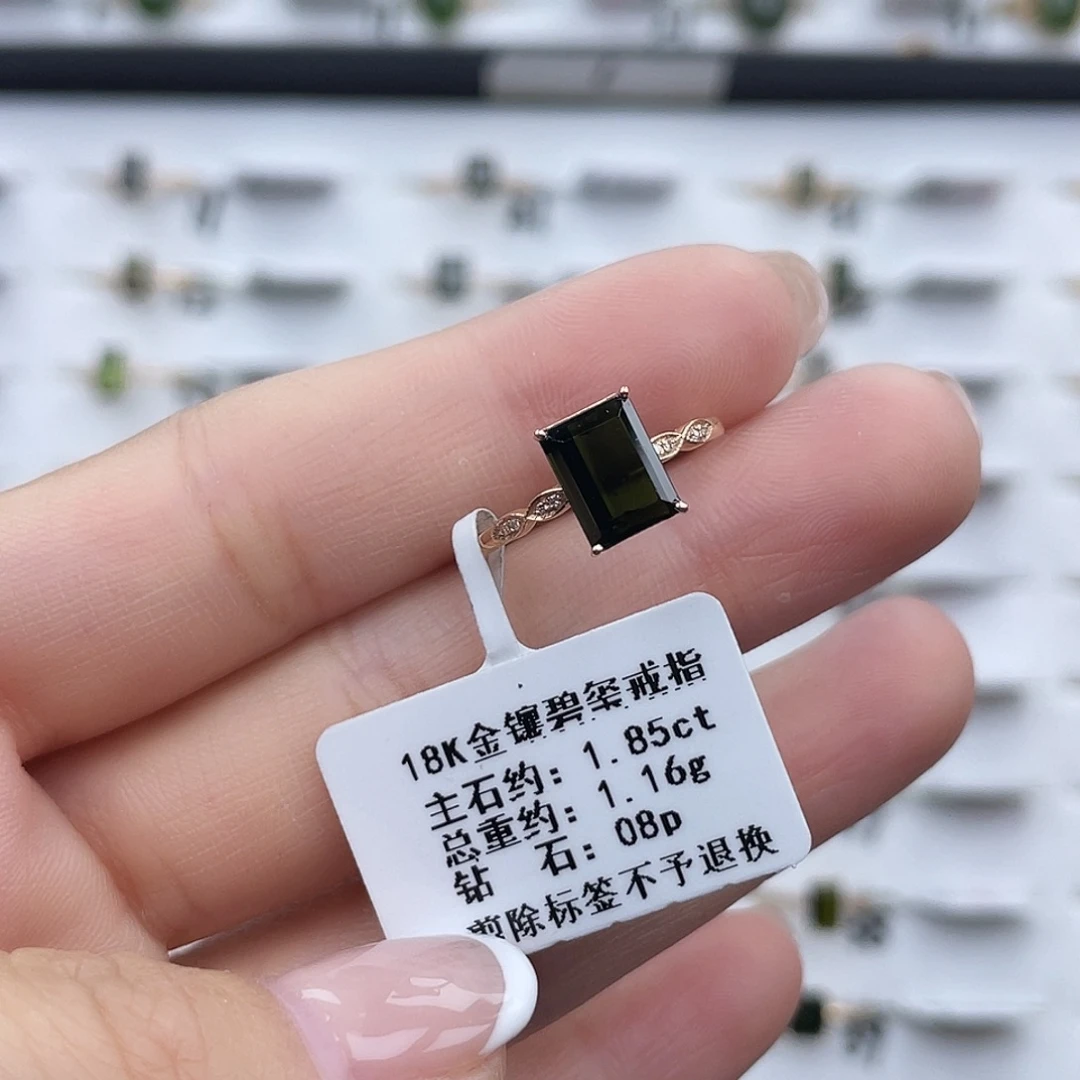 18K金镶碧玺戒指
主石约: 1.85ct
总重约: 1.16g
钻 石: 08p
剪除标签不予退换